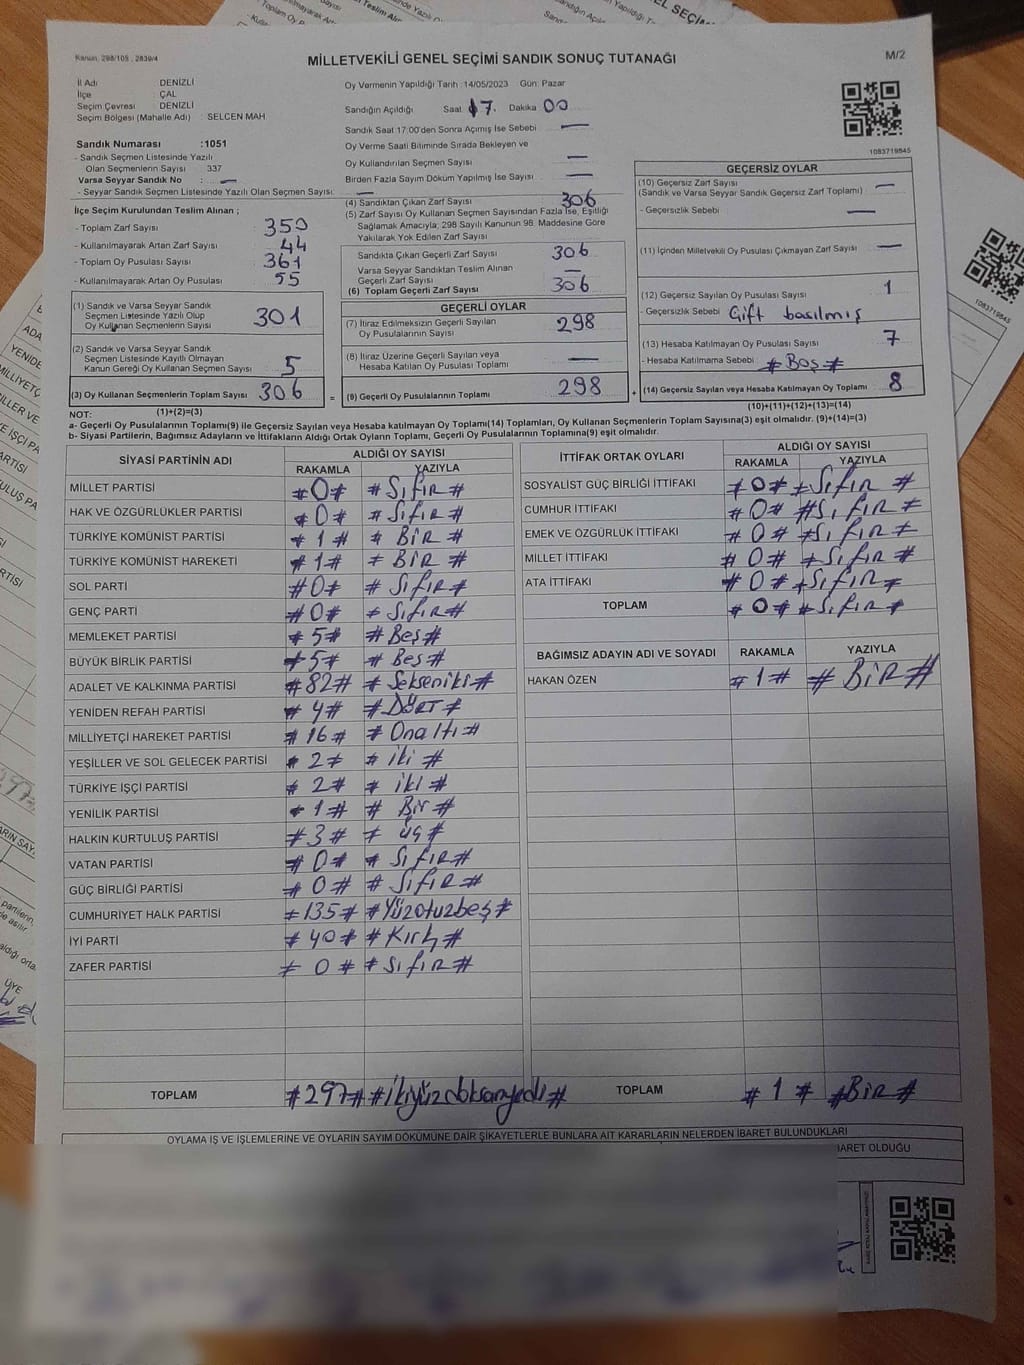 Kanun, 298/105, 2839/4
MİLLETVEKİLİ GENEL SEÇİMİ SANDIK SONUÇ TUTANAĞI
M/2
İl Adı DENİZLİ
İlçe ÇAL
Seçim Çevresi DENİZLİ
Seçim Bölgesi (Mahalle Adı) : SELCEN MAH
Oy Vermenin Yapıldığı Tarih : 14/05/2023 Gün: Pazar
Sandığın Açıldığı Saat 17. Dakika 00
Sandık Saat 17:00'den Sonra Açımış İse Sebebi —
Oy Verme Saati Bitiminde Sırada Bekleyen ve
Oy Kullandırılan Seçmen Sayısı —
Birden Fazla Sayım Döküm Yapılmış İse Sayısı —
1083719845
Sandık Numarası :1051
- Sandık Seçmen Listesinde Yazılı
Olan Seçmenlerin Sayısı 337
Varsa Seyyar Sandık No : —
- Seyyar Sandık Seçmen Listesinde Yazılı Olan Seçmen Sayısı: —
İlçe Seçim Kurulundan Teslim Alınan ;
- Toplam Zarf Sayısı : 350
- Kullanılmayarak Artan Zarf Sayısı : 44
- Toplam Oy Pusulası Sayısı : 361
- Kullanılmayarak Artan Oy Pusulası : 55
(1) Sandık ve Varsa Seyyar Sandık
Seçmen Listesinde Yazılı Olup
Oy Kullanan Seçmenlerin Sayısı 301
(2) Sandık ve Varsa Seyyar Sandık
Seçmen Listesinde Kayıtlı Olmayan
Kanun Gereği Oy Kullanan Seçmen Sayısı 5
(3) Oy Kullanan Seçmenlerin Toplam Sayısı 306
(4) Sandıktan Çıkan Zarf Sayısı 306
(5) Zarf Sayısı Oy Kullanan Seçmen Sayısından Fazla İse, Eşitliği
Sağlamak Amacıyla; 298 Sayılı Kanunun 98. Maddesine Göre
Yakılarak Yok Edilen Zarf Sayısı
Sandıkta Çıkan Geçerli Zarf Sayısı 306
Varsa Seyyar Sandıktan Teslim Alınan
Geçerli Zarf Sayısı —
(6) Toplam Geçerli Zarf Sayısı 306
GEÇERLİ OYLAR
(7) İtiraz Edilmeksizin Geçerli Sayılan
Oy Pusulalarının Sayısı 298
(8) İtiraz Üzerine Geçerli Sayılan veya
Hesaba Katılan Oy Pusulası Toplamı —
(9) Geçerli Oy Pusulalarının Toplamı 298
GEÇERSİZ OYLAR
(10) Geçersiz Zarf Sayısı
(Sandık ve Varsa Seyyar Sandık Geçersiz Zarf Toplamı) —
- Geçersizlik Sebebi —
(11) İçinden Milletvekili Oy Pusulası Çıkmayan Zarf Sayısı —
(12) Geçersiz Sayılan Oy Pusulası Sayısı 1
- Geçersizlik Sebebi Çift basılmış
(13) Hesaba Katılmayan Oy Pusulası Sayısı 7
- Hesaba Katılmama Sebebi # Boş #
(14) Geçersiz Sayılan veya Hesaba Katılmayan Oy Toplamı 8
NOT: (1)+(2)=(3) (10)+(11)+(12)+(13)=(14)
a- Geçerli Oy Pusulalarının Toplamı(9) ile Geçersiz Sayılan veya Hesaba katılmayan Oy Toplamı(14) Toplamları, Oy Kullanan Seçmenlerin Toplam Sayısına(3) eşit olmalıdır. (9)+(14)=(3)
b- Siyasi Partilerin, Bağımsız Adayların ve İttifakların Aldığı Ortak Oyların Toplamı, Geçerli Oy Pusulalarının Toplamına(9) eşit olmalıdır.
SİYASİ PARTİNİN ADI ALDIĞI OY SAYISI
RAKAMLA YAZIYLA
MİLLET PARTİSİ #0# #Sıfır#
HAK VE ÖZGÜRLÜKLER PARTİSİ #0# #Sıfır#
TÜRKİYE KOMÜNİST PARTİSİ #1# #BİR#
TÜRKİYE KOMÜNİST HAREKETİ #1# #BİR#
SOL PARTİ #0# #Sıfır#
GENÇ PARTİ #0# #Sıfır#
MEMLEKET PARTİSİ #5# #Beş#
BÜYÜK BİRLİK PARTİSİ #5# #Beş#
ADALET VE KALKINMA PARTİSİ #82# #Sekseniki#
YENİDEN REFAH PARTİSİ #4# #DÖRT#
MİLLİYETÇİ HAREKET PARTİSİ #16# #Onaltı#
YEŞİLLER VE SOL GELECEK PARTİSİ #2# #iki#
TÜRKİYE İŞÇİ PARTİSİ #2# #iki#
YENİLİK PARTİSİ #1# #Bir#
HALKIN KURTULUŞ PARTİSİ #3# #üç#
VATAN PARTİSİ #0# #Sıfır#
GÜÇ BİRLİĞİ PARTİSİ #0# #Sıfır#
CUMHURİYET HALK PARTİSİ #135# #Yüzotuzbeş#
İYİ PARTİ #40# #Kırk#
ZAFER PARTİSİ #0# #Sıfır#
TOPLAM #297# #ikiyüzdoksanyedi#
İTTİFAK ORTAK OYLARI ALDIĞI OY SAYISI
RAKAMLA YAZIYLA
SOSYALİST GÜÇ BİRLİĞİ İTTİFAKI #0# #Sıfır#
CUMHUR İTTİFAKI #0# #Sıfır#
EMEK VE ÖZGÜRLÜK İTTİFAKI #0# #Sıfır#
MİLLET İTTİFAKI #0# #Sıfır#
ATA İTTİFAKI #0# #Sıfır#
TOPLAM #0# #Sıfır#
BAĞIMSIZ ADAYIN ADI VE SOYADI RAKAMLA YAZIYLA
HAKAN ÖZEN #1# #BİR#
TOPLAM #1# #BİR#
OYLAMA İŞ VE İŞLEMLERİNE VE OYLARIN SAYIM DÖKÜMÜNE DAİR ŞİKAYETLERLE BUNLARA AİT KARARLARIN NELERDEN İBARET BULUNDUKLARI
İBARET OLDUĞU